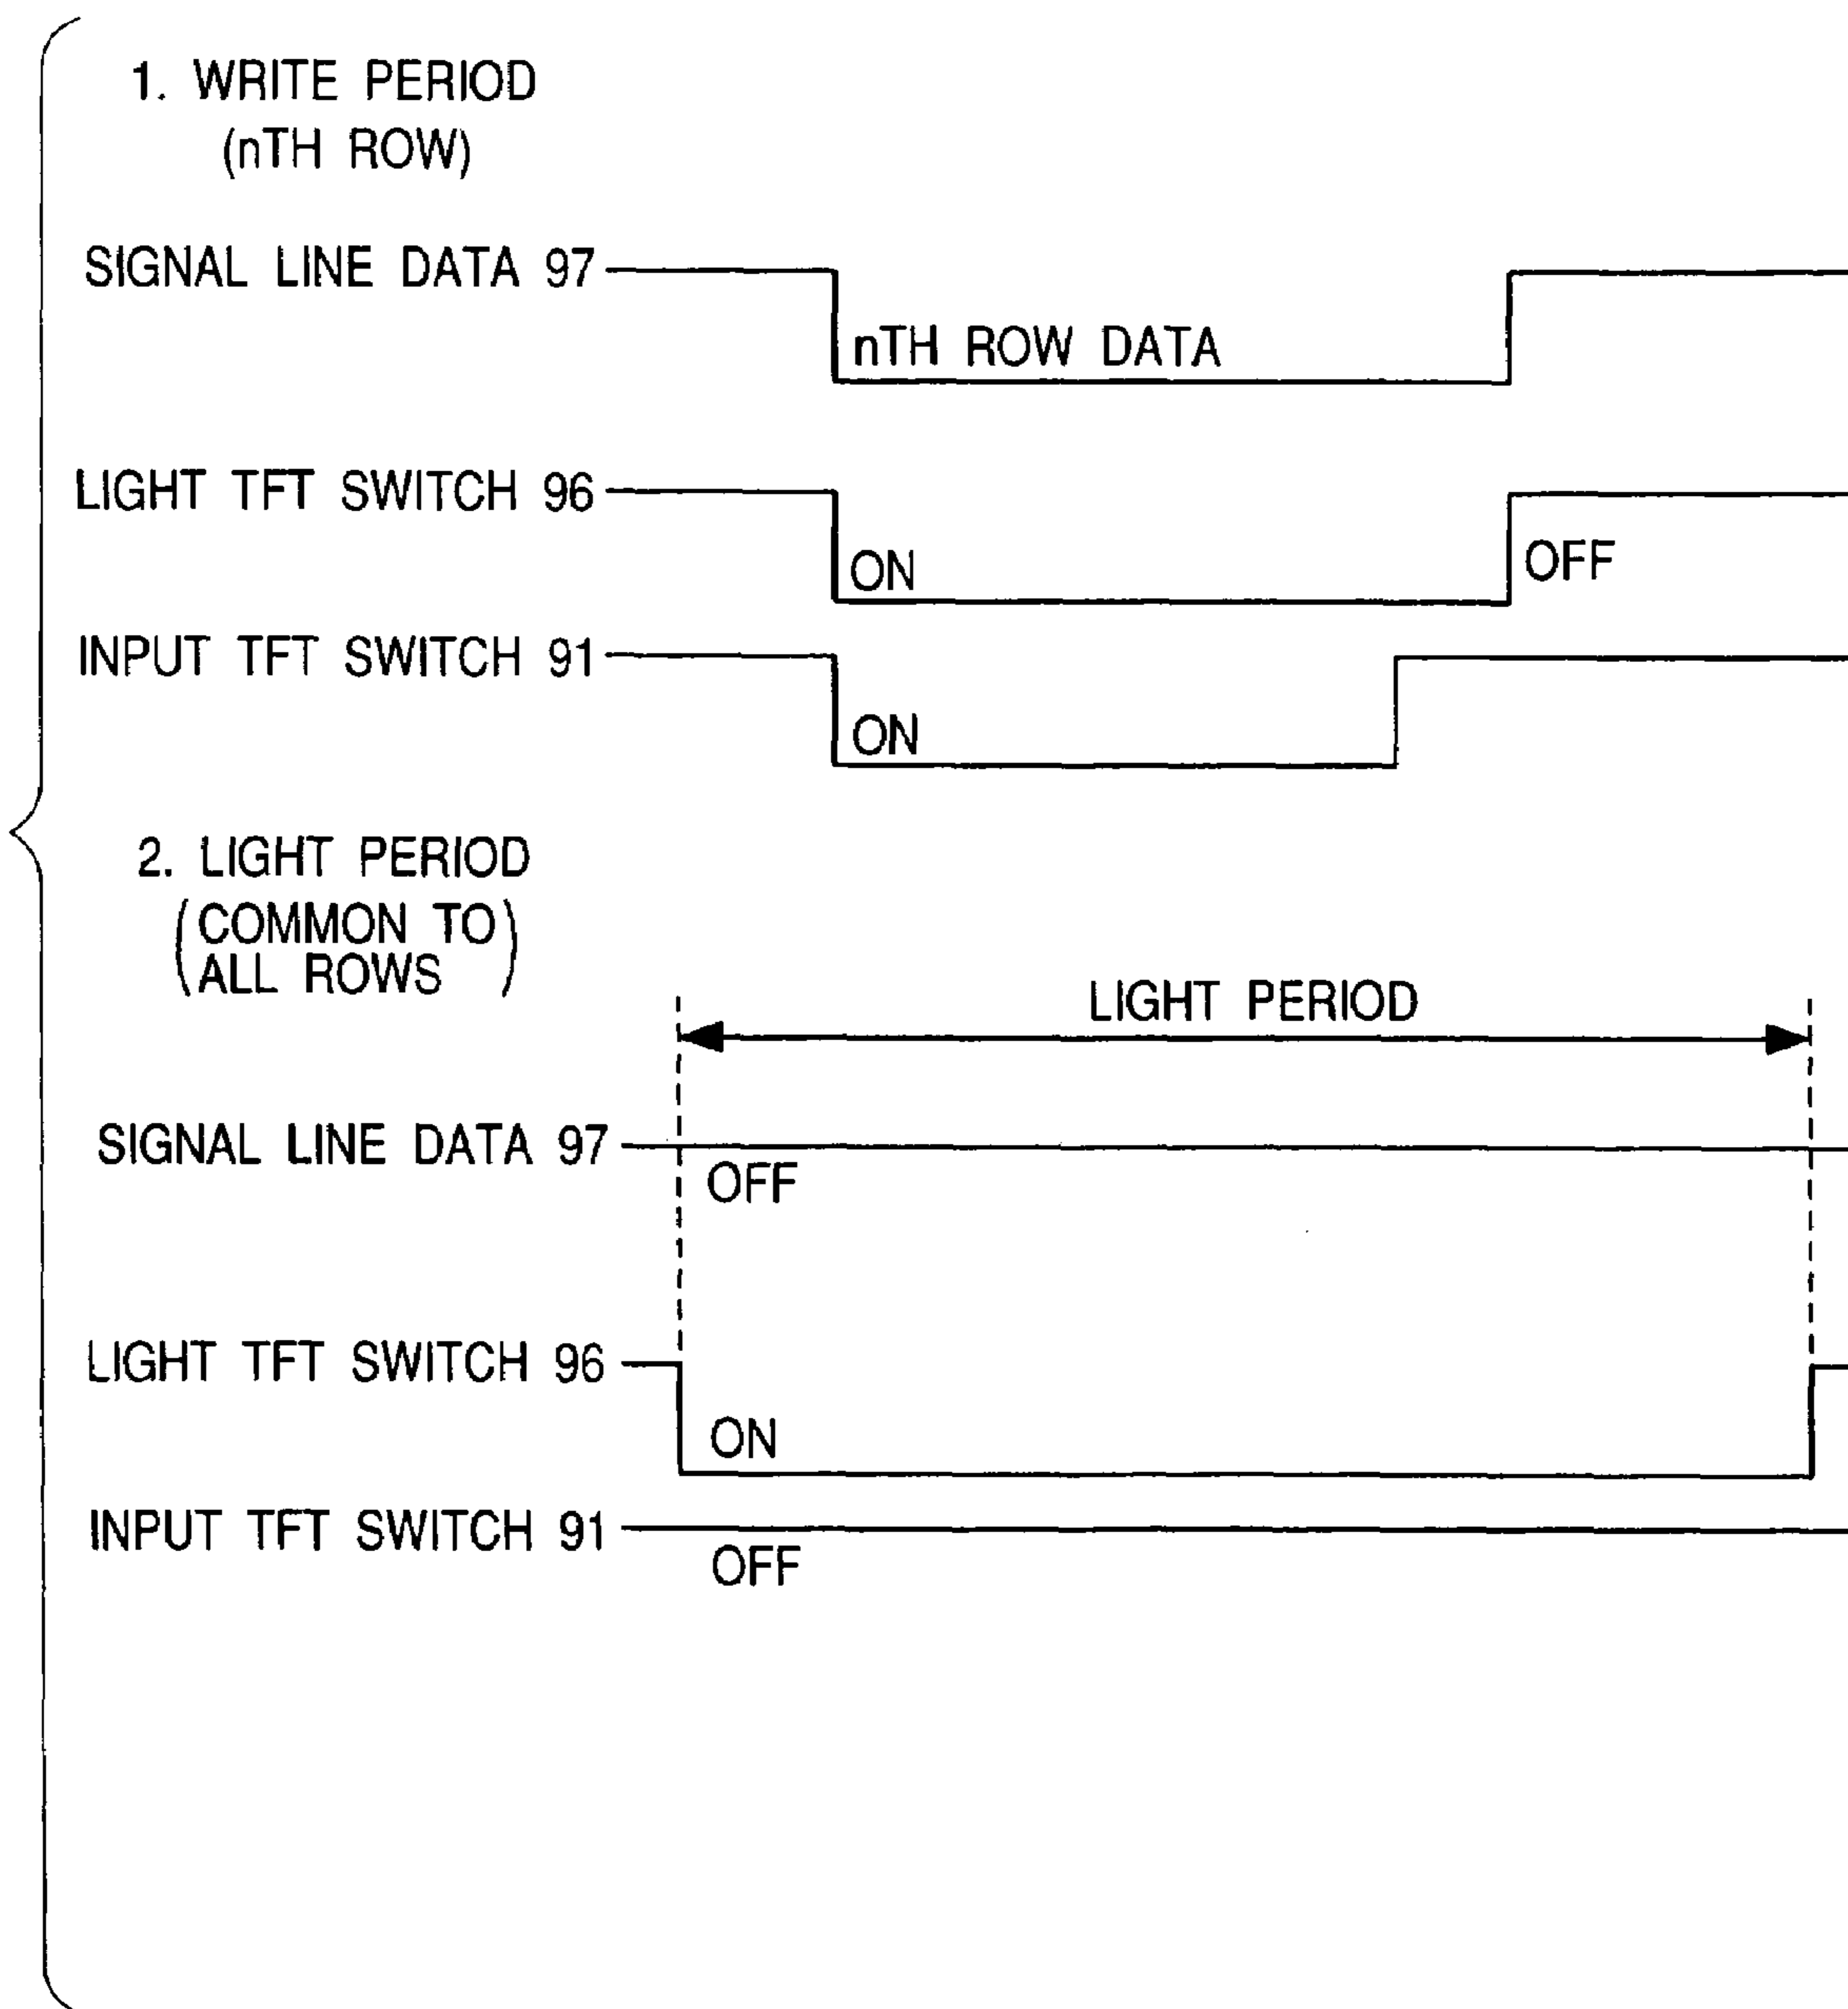 1. WRITE PERIOD
(nTH ROW)
SIGNAL LINE DATA 97
nTH ROW DATA
LIGHT TFT SWITCH 96
ON
OFF
INPUT TFT SWITCH 91
ON
2. LIGHT PERIOD
(COMMON TO
ALL ROWS)
LIGHT PERIOD
SIGNAL LINE DATA 97
OFF
LIGHT TFT SWITCH 96
ON
INPUT TFT SWITCH 91
OFF